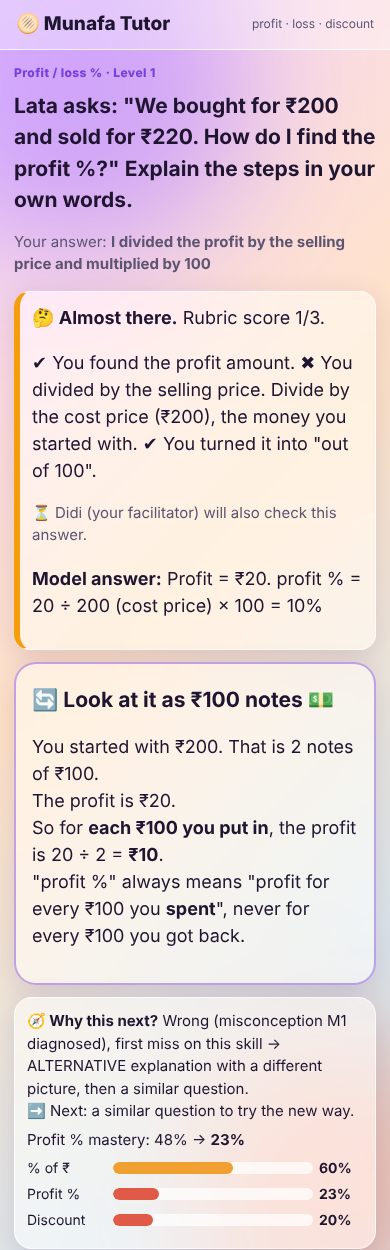 Munafa Tutor
profit · loss · discount
Profit / loss % · Level 1
Lata asks: "We bought for ₹200
and sold for ₹220. How do I find the
profit %?" Explain the steps in your
own words.
Your answer: I divided the profit by the selling
price and multiplied by 100
🤔 Almost there. Rubric score 1/3.
✔ You found the profit amount. ✖ You
divided by the selling price. Divide by
the cost price (₹200), the money you
started with. ✔ You turned it into "out
of 100".
⏳ Didi (your facilitator) will also check this
answer.
Model answer: Profit = ₹20. profit % =
20 ÷ 200 (cost price) × 100 = 10%
🔄 Look at it as ₹100 notes 💵
You started with ₹200. That is 2 notes
of ₹100.
The profit is ₹20.
So for each ₹100 you put in, the profit
is 20 ÷ 2 = ₹10.
"profit %" always means "profit for
every ₹100 you spent", never for
every ₹100 you got back.
🧭 Why this next? Wrong (misconception M1
diagnosed), first miss on this skill →
ALTERNATIVE explanation with a different
picture, then a similar question.
➡️ Next: a similar question to try the new way.
Profit % mastery: 48% → 23%
% of ₹ 60%
Profit % 23%
Discount 20%